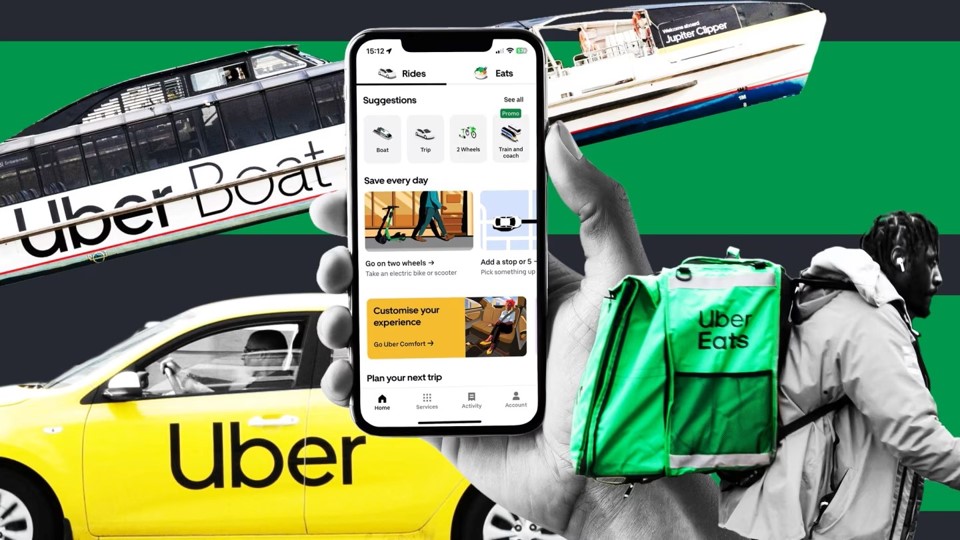 Welcome aboard
Jupiter Clipper
Uber Boat
15:12
Rides
Eats
Suggestions
See all
Promo
Boat
Trip
2 Wheels
Train and
coach
Save every day
Go on two wheels →
Take an electric bike or scooter
Add a stop or 5
Pick something up
Customise your
experience
Go Uber Comfort →
Plan your next trip
Home
Services
Activity
Account
Uber
Eats
Uber